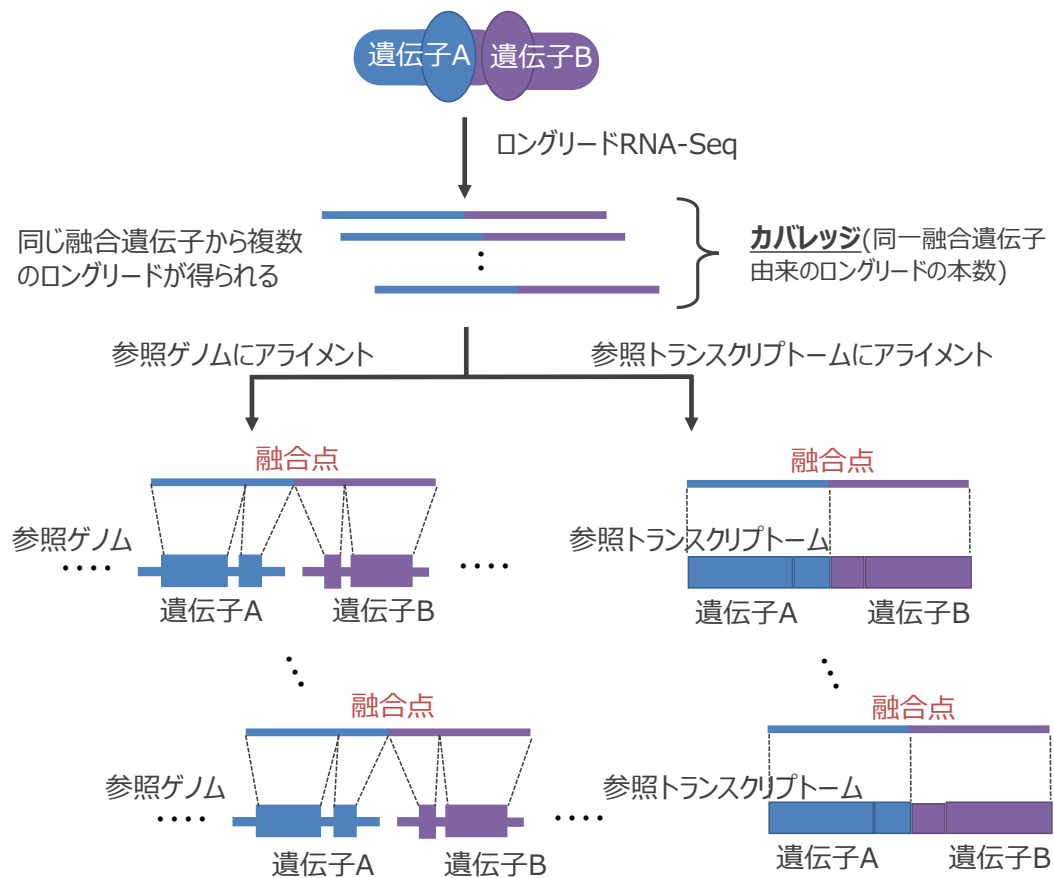 遺伝子A 遺伝子B
ロングリードRNA-Seq
同じ融合遺伝子から複数
のロングリードが得られる
カバレッジ(同一融合遺伝子
由来のロングリードの本数)
参照ゲノムにアライメント
参照トランスクリプトームにアライメント
融合点
参照ゲノム
・・・・
・・・・
遺伝子A
遺伝子B
融合点
参照トランスクリプトーム
遺伝子A
遺伝子B
融合点
参照ゲノム
・・・・
・・・・
遺伝子A
遺伝子B
融合点
参照トランスクリプトーム
遺伝子A
遺伝子B